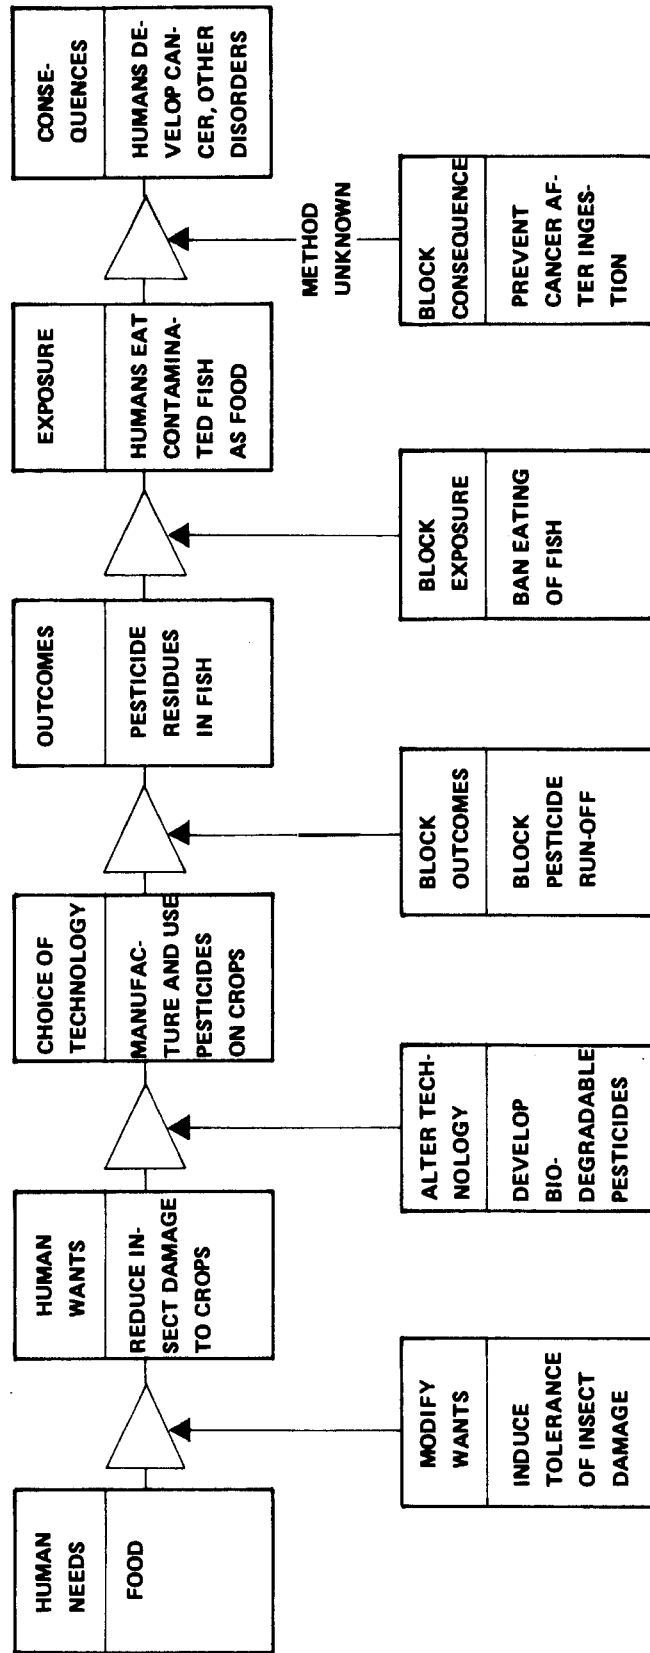 HUMAN
NEEDS
FOOD
HUMAN
WANTS
REDUCE IN-
SECT DAMAGE
TO CROPS
CHOICE OF
TECHNOLOGY
MANUFAC-
TURE AND USE
PESTICIDES
ON CROPS
OUTCOMES
PESTICIDE
RESIDUES
IN FISH
EXPOSURE
HUMANS EAT
CONTAMINA-
TED FISH
AS FOOD
CONSE-
QUENCES
HUMANS DE-
VELOP CAN-
CER, OTHER
DISORDERS
MODIFY
WANTS
INDUCE
TOLERANCE
OF INSECT
DAMAGE
ALTER TECH-
NOLOGY
DEVELOP
BIO-
DEGRADABLE
PESTICIDES
BLOCK
OUTCOMES
BLOCK
PESTICIDE
RUN-OFF
BLOCK
EXPOSURE
BAN EATING
OF FISH
METHOD
UNKNOWN
BLOCK
CONSEQUENCE
PREVENT
CANCER AF-
TER INGES-
TION